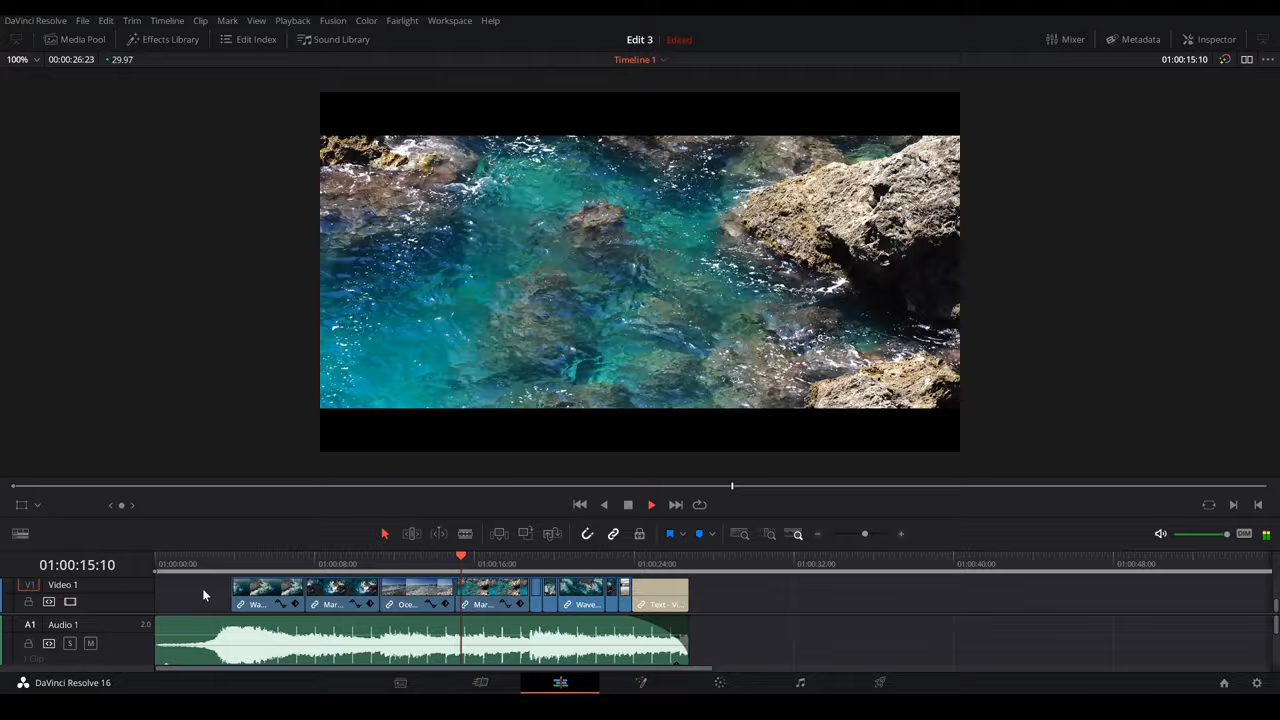 DaVinci Resolve File Edit Trim Timeline Clip Mark View Playback Fusion Color Fairlight Workspace Help
Media Pool Effects Library Edit Index Sound Library Edit 3 Edited Mixer Metadata Inspector
100% 00:00:26:23 29.97 Timeline 1 01:00:15:10
DIM
01:00:15:10 01:00:00:00 01:00:08:00 01:00:16:00 01:00:24:00 01:00:32:00 01:00:40:00 01:00:48:00
V1 Video 1
Wa... Mar... Oce... Mar... Wave... Text - Vi...
A1 Audio 1 2.0
S M
1 Clip
DaVinci Resolve 16